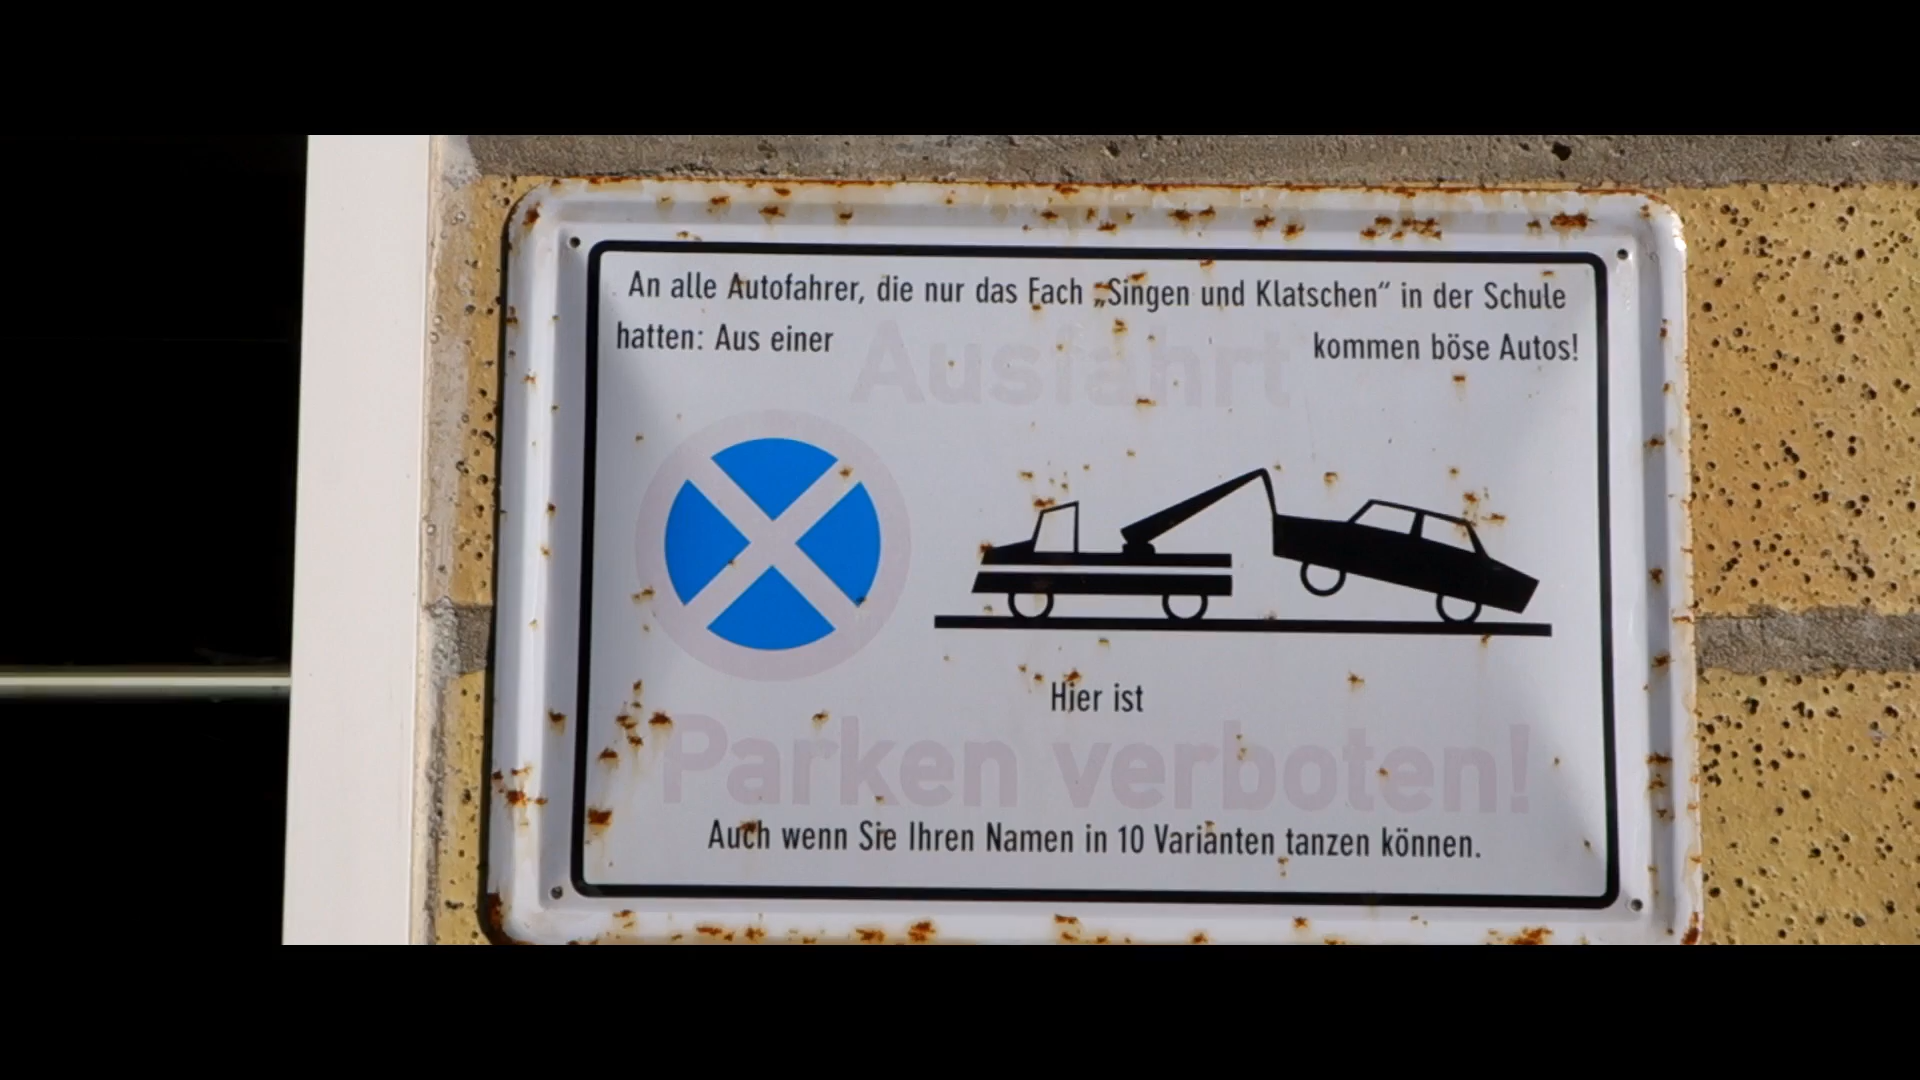 An alle Autofahrer, die nur das Fach „Singen und Klatschen“ in der Schule
hatten: Aus einer Ausfahrt kommen böse Autos!
Hier ist
Parken verboten!
Auch wenn Sie Ihren Namen in 10 Varianten tanzen können.